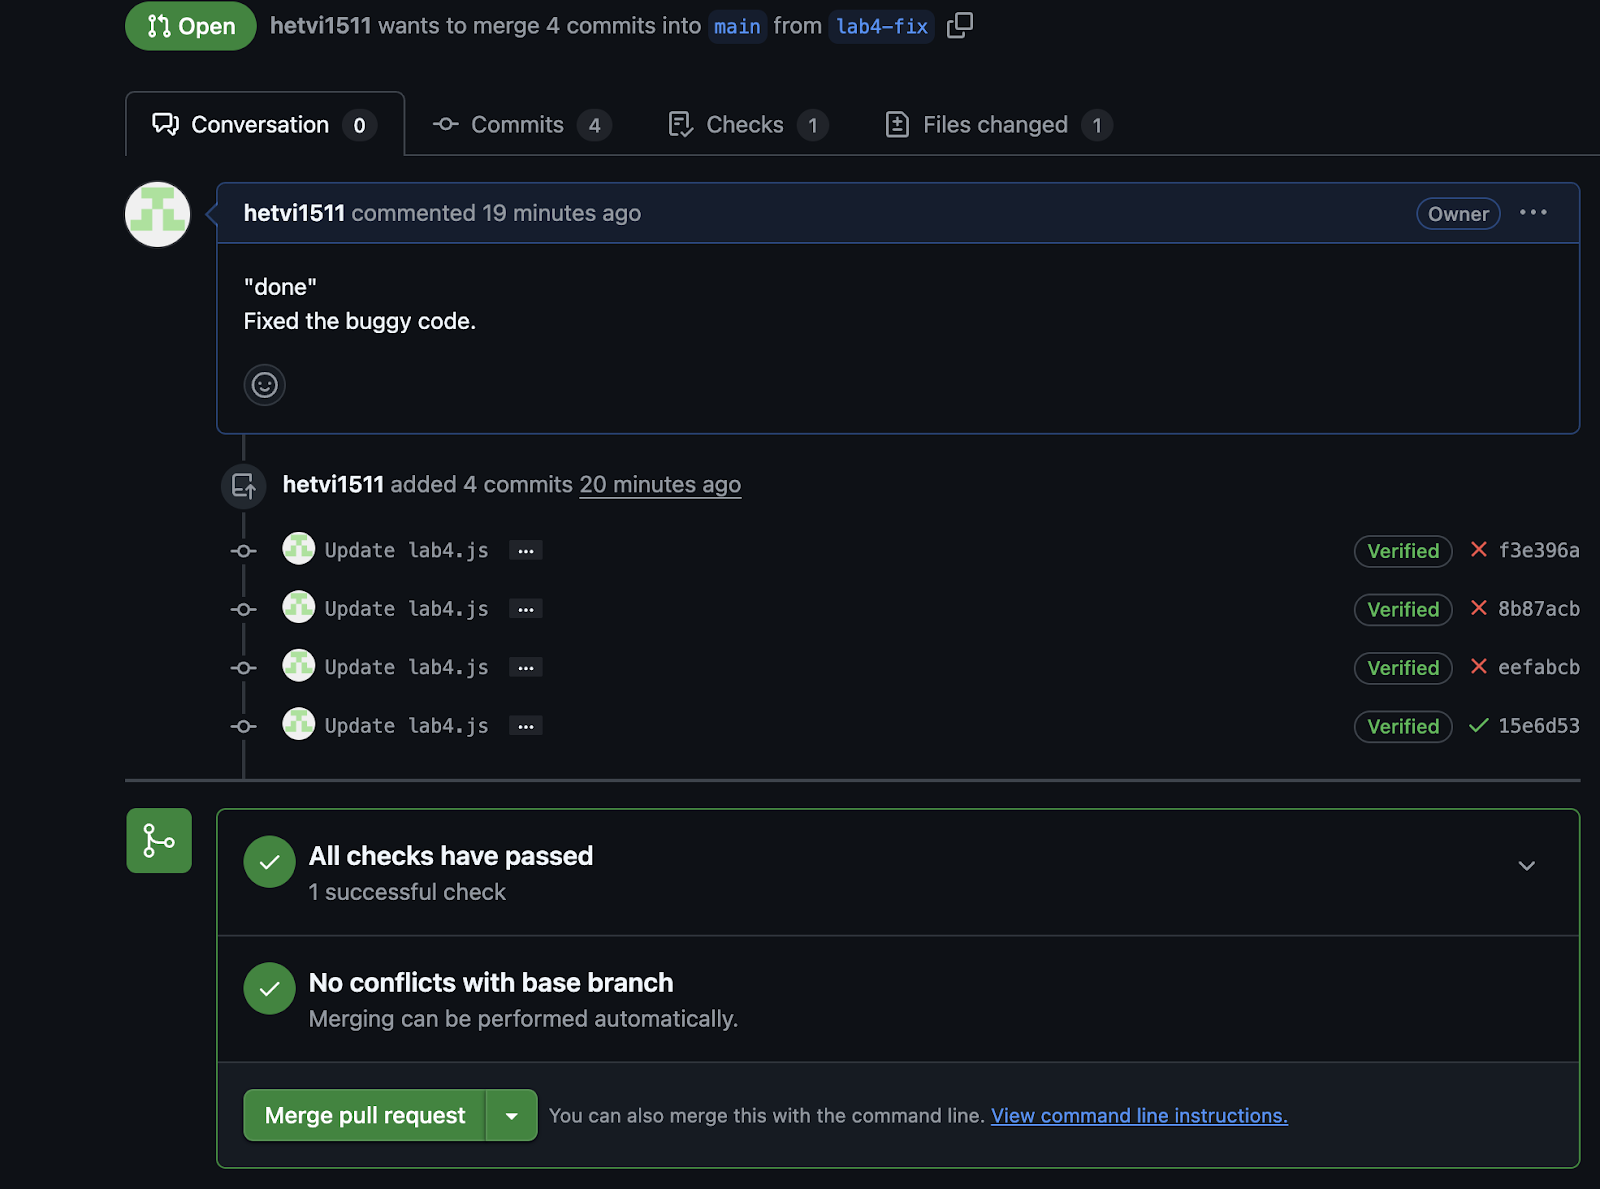 Open hetvi1511 wants to merge 4 commits into main from lab4-fix
Conversation 0 Commits 4 Checks 1 Files changed 1
hetvi1511 commented 19 minutes ago Owner ...
"done"
Fixed the buggy code.
hetvi1511 added 4 commits 20 minutes ago
Update lab4.js ... Verified f3e396a
Update lab4.js ... Verified 8b87acb
Update lab4.js ... Verified eefabcb
Update lab4.js ... Verified 15e6d53
All checks have passed
1 successful check
No conflicts with base branch
Merging can be performed automatically.
Merge pull request You can also merge this with the command line. View command line instructions.